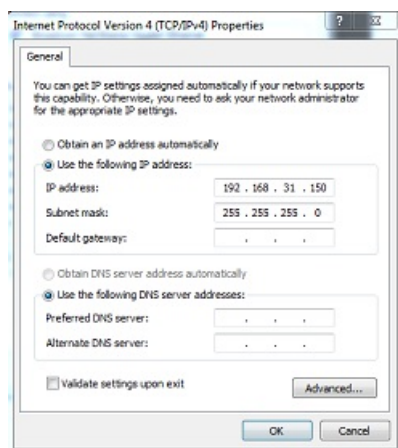 Internet Protocol Version 4 (TCP/IPv4) Properties
General
You can get IP settings assigned automatically if your network supports
this capability. Otherwise, you need to ask your network administrator
for the appropriate IP settings.
Obtain an IP address automatically
Use the following IP address:
IP address: 192 . 168 . 31 . 150
Subnet mask: 255 . 255 . 255 . 0
Default gateway: . . .
Obtain DNS server address automatically
Use the following DNS server addresses:
Preferred DNS server: . . .
Alternate DNS server: . . .
Validate settings upon exit
Advanced...
OK Cancel